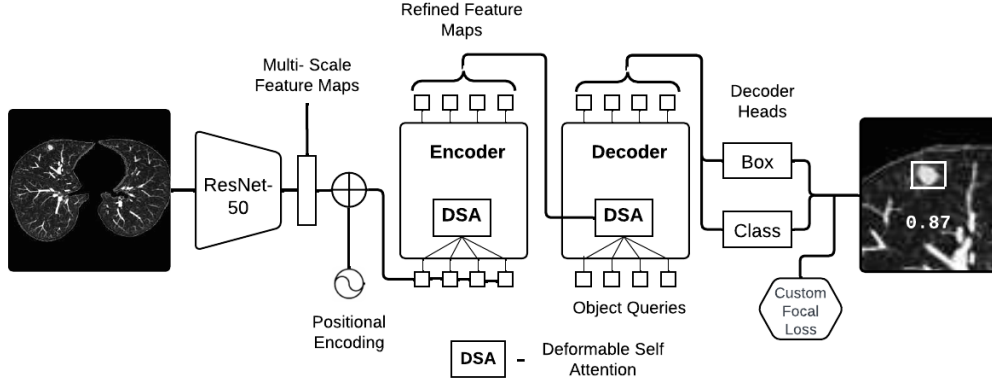 Refined Feature
Maps
Multi- Scale
Feature Maps
Decoder
Heads
Encoder
Decoder
Box
ResNet-
50
DSA
DSA
0.87
Class
Custom
Focal
Loss
Object Queries
Positional
Encoding
DSA - Deformable Self
Attention